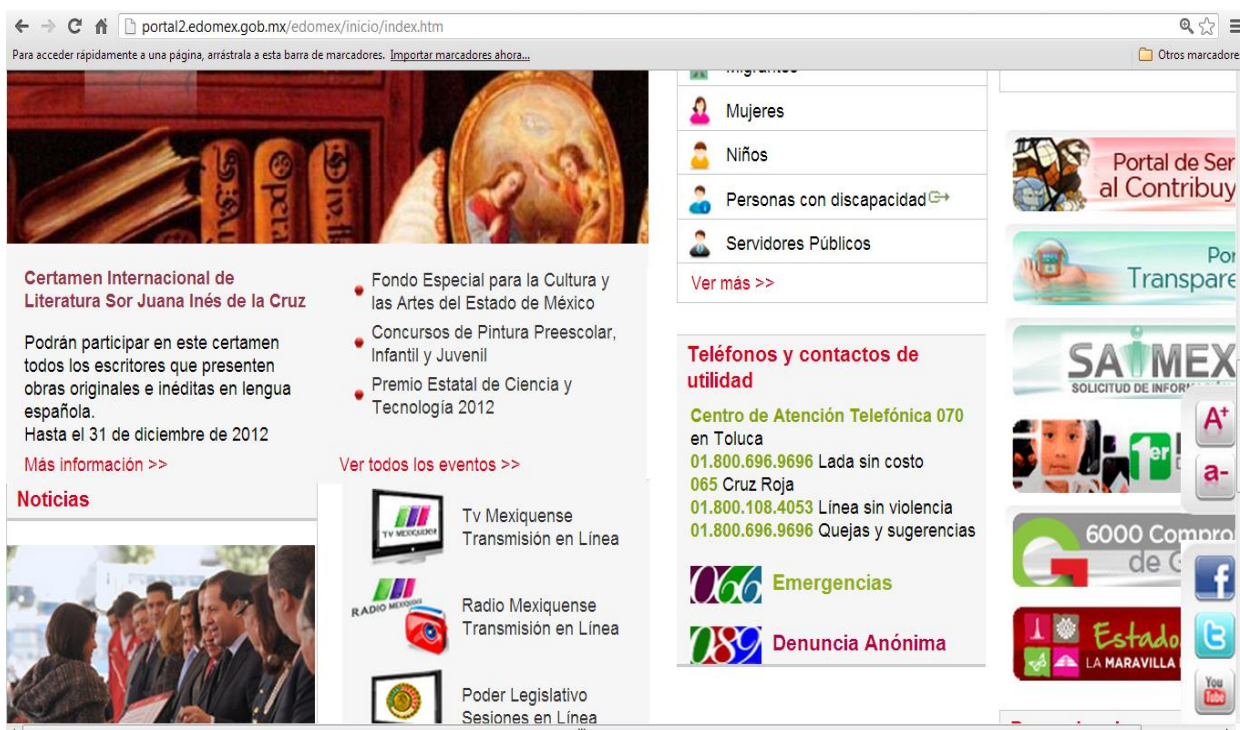 portal2.edomex.gob.mx/edomex/inicio/index.htm
Para acceder rápidamente a una página, arrástrala a esta barra de marcadores. Importar marcadores ahora...
Otros marcadore
Certamen Internacional de
Literatura Sor Juana Inés de la Cruz
Podrán participar en este certamen
todos los escritores que presenten
obras originales e inéditas en lengua
española.
Hasta el 31 de diciembre de 2012
Más información >>
Fondo Especial para la Cultura y
las Artes del Estado de México
Concursos de Pintura Preescolar,
Infantil y Juvenil
Premio Estatal de Ciencia y
Tecnología 2012
Ver todos los eventos >>
Noticias
TV MEXIQUENSE
Tv Mexiquense
Transmisión en Línea
RADIO MEXIQUENSE
Radio Mexiquense
Transmisión en Línea
Poder Legislativo
Sesiones en Línea
Migrantes
Mujeres
Niños
Personas con discapacidad
Servidores Públicos
Ver más >>
Teléfonos y contactos de
utilidad
Centro de Atención Telefónica 070
en Toluca
01.800.696.9696 Lada sin costo
065 Cruz Roja
01.800.108.4053 Línea sin violencia
01.800.696.9696 Quejas y sugerencias
066 Emergencias
089 Denuncia Anónima
Portal de Ser
al Contribuy
Por
Transpare
SAIMEX
SOLICITUD DE INFORM
1er
6000 Compro
de G
Estado
LA MARAVILLA
A+
a-
You
Tube